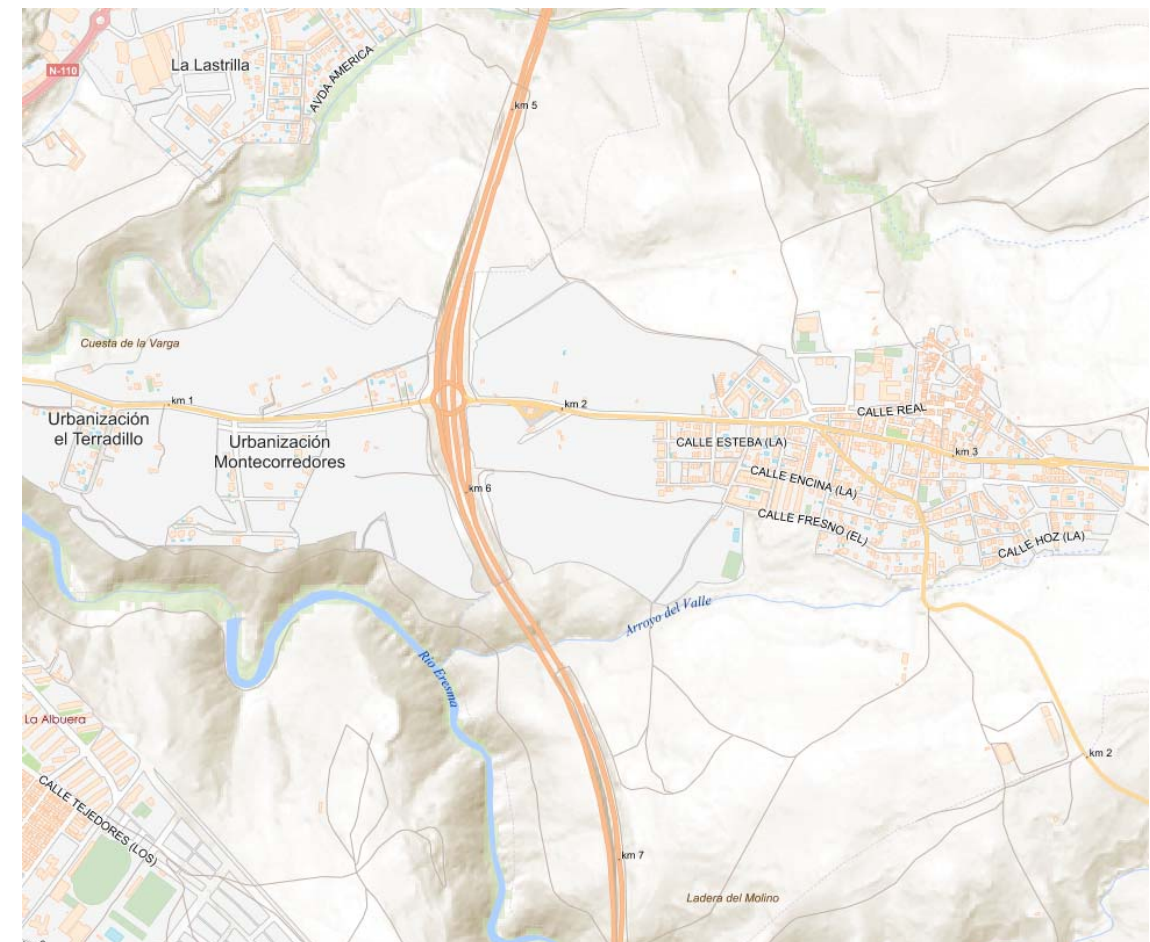 La Lastrilla
N-110
AVDA AMERICA
km 5
Cuesta de la Varga
km 1
km 2
Urbanización
el Terradillo
Urbanización
Montecorredores
CALLE REAL
CALLE ESTEBA (LA)
km 3
CALLE ENCINA (LA)
km 6
CALLE FRESNO (EL)
CALLE HOZ (LA)
Arroyo del Valle
Río Eresma
La Albuera
km 2
CALLE TEJEDORES (LOS)
km 7
Ladera del Molino